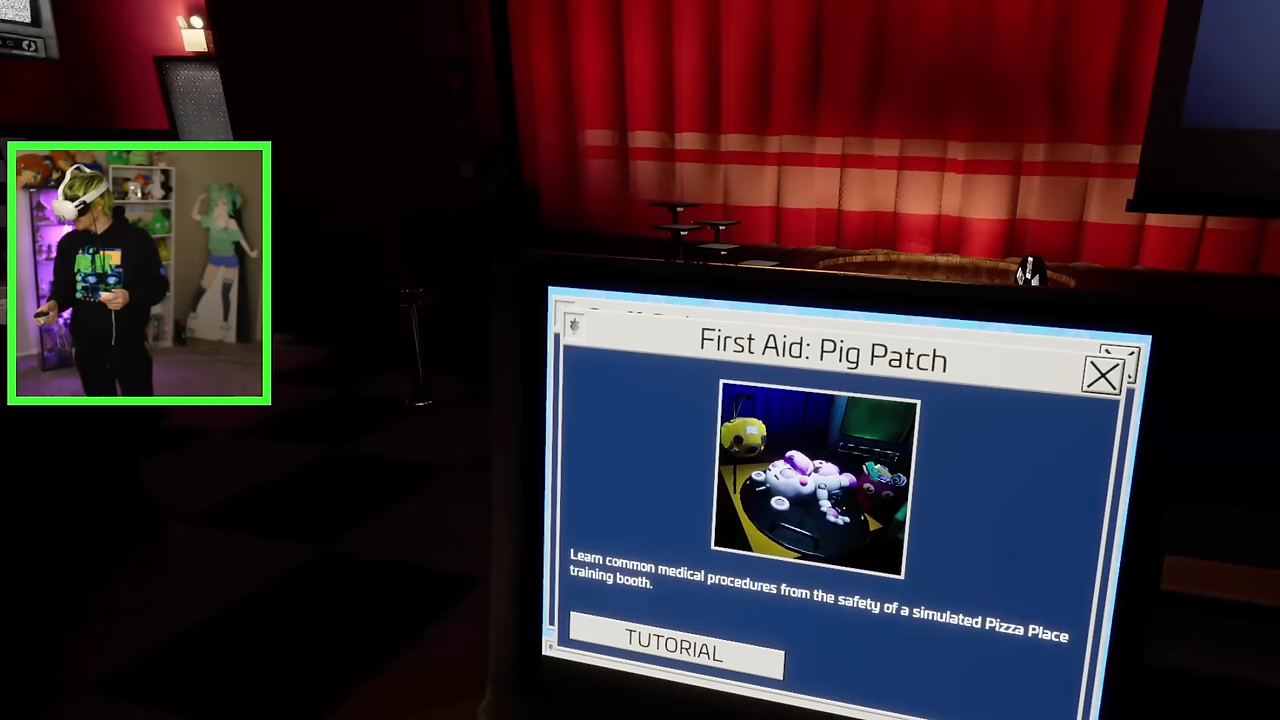 First Aid: Pig Patch
Learn common medical procedures from the safety of a simulated Pizza Place
training booth.
TUTORIAL